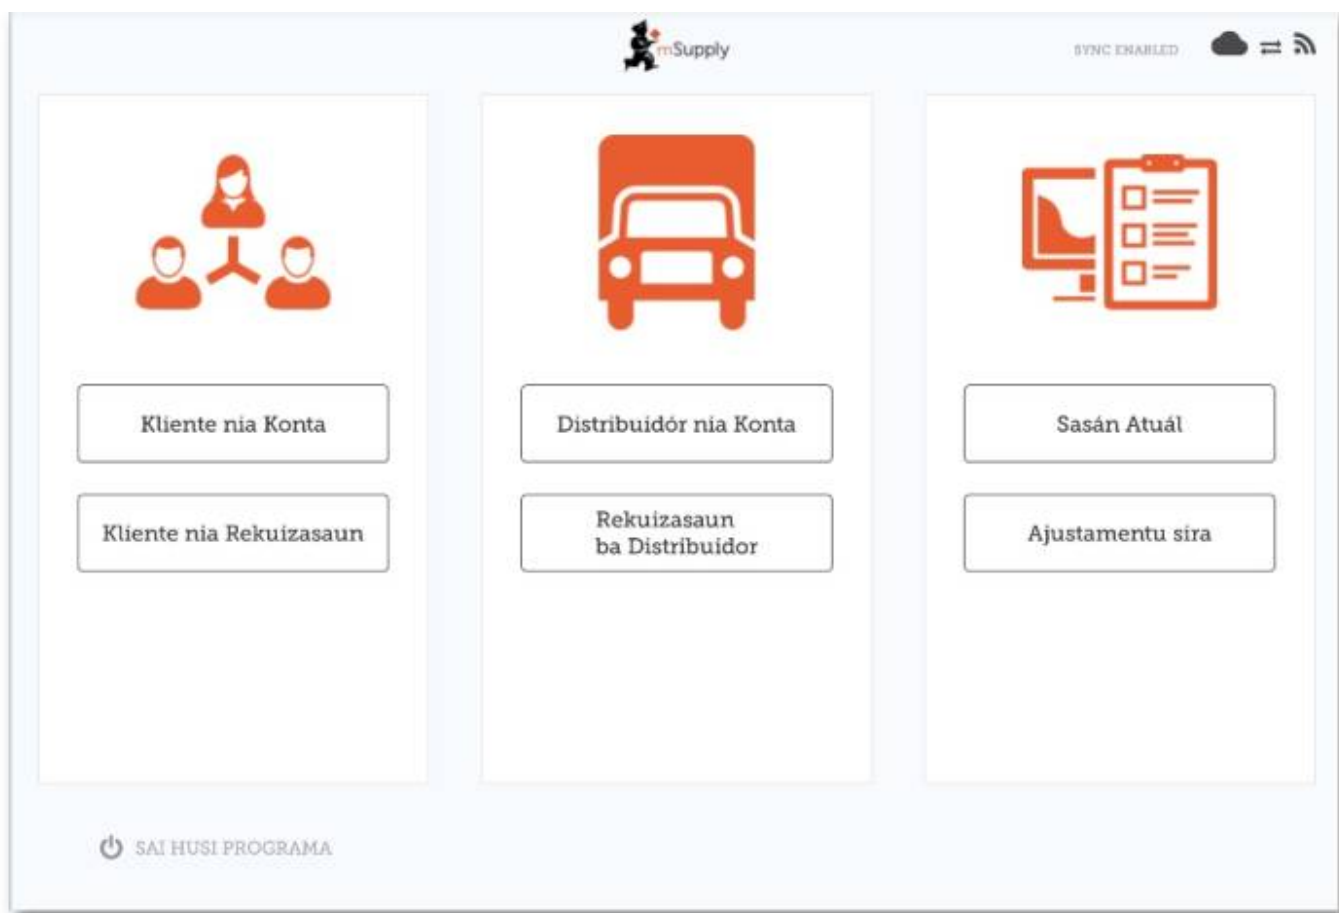 mSupply
SYNC ENABLED
Kliente nia Konta
Kliente nia Rekuizasaun
Distribuidór nia Konta
Rekuizasaun
ba Distribuidor
Sasán Atuál
Ajustamentu sira
SAI HUSI PROGRAMA